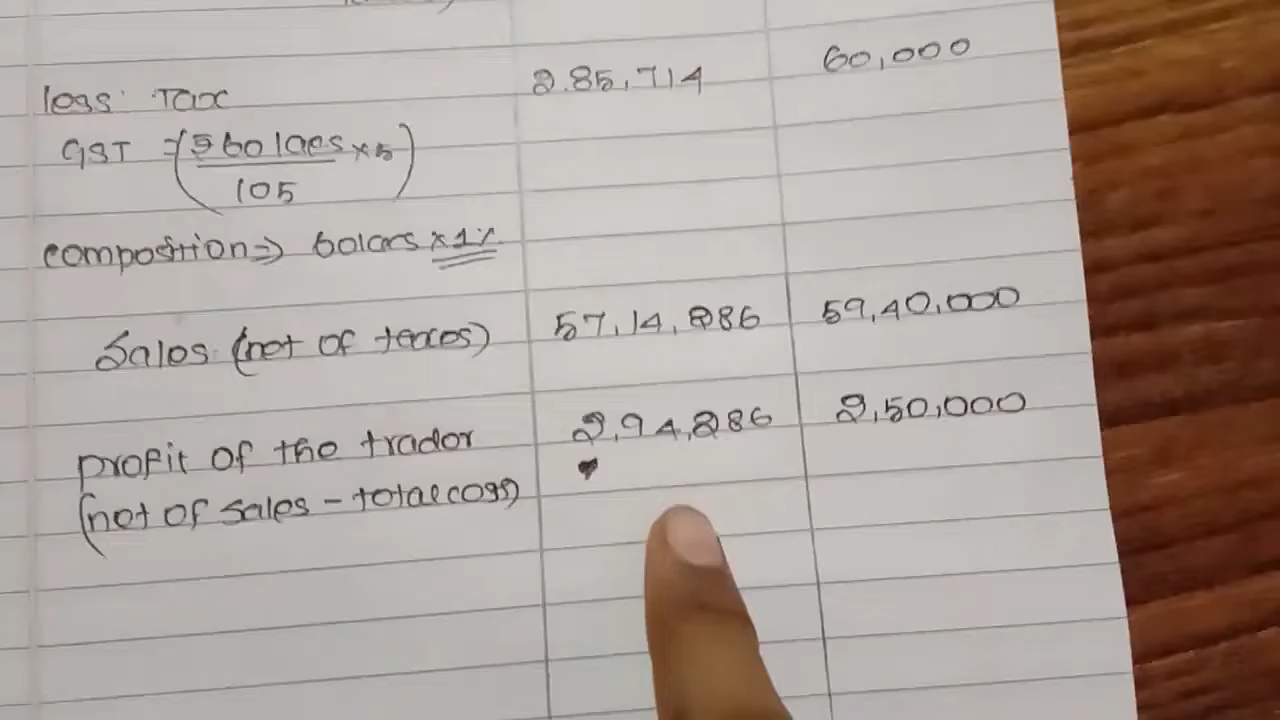 less: Tax 2.85,714 60,000
GST = (60 lacs × 5)
105
composition => 60lacs × 1%
Sales (net of taxes) 57,14,286 59,40,000
profit of the trador 2,94,286 2,50,000
(net of sales - total cogs)